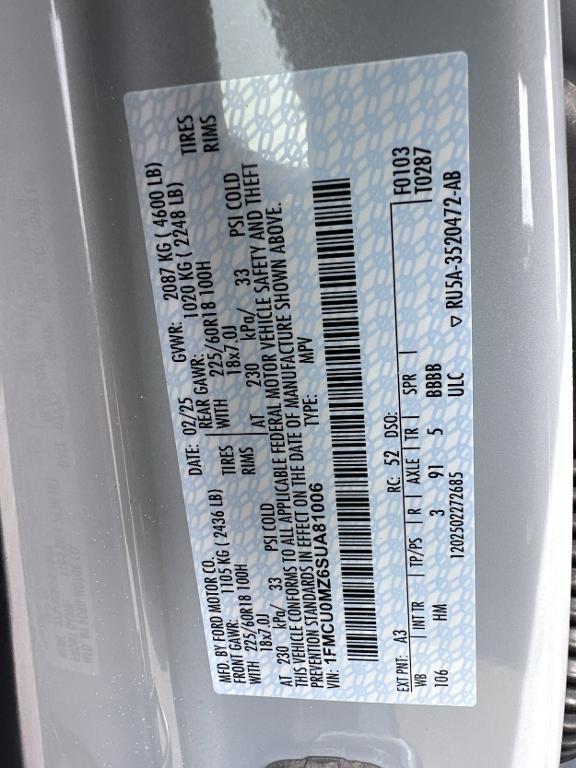 MFD. BY FORD MOTOR CO.
DATE: 02/25 GVWR: 2087 KG ( 4600 LB)
FRONT GAWR: 1105 KG ( 2436 LB) REAR GAWR: 1020 KG ( 2248 LB)
WITH 225/60R18 100H TIRES WITH 225/60R18 100H TIRES
18x7.0J RIMS 18x7.0J RIMS
AT 230 kPa/ 33 PSI COLD AT 230 kPa/ 33 PSI COLD
THIS VEHICLE CONFORMS TO ALL APPLICABLE FEDERAL MOTOR VEHICLE SAFETY AND THEFT
PREVENTION STANDARDS IN EFFECT ON THE DATE OF MANUFACTURE SHOWN ABOVE.
VIN: 1FMCU0MZ6SUA81006 TYPE: MPV
F0103
T0287
EXT PNT: A3 RC: 52 DSO:
WB INT TR TP/PS R AXLE TR SPR
106 HM 3 91 5 BBBB
1202502272685 ULC ▽ RU5A-3520472-AB